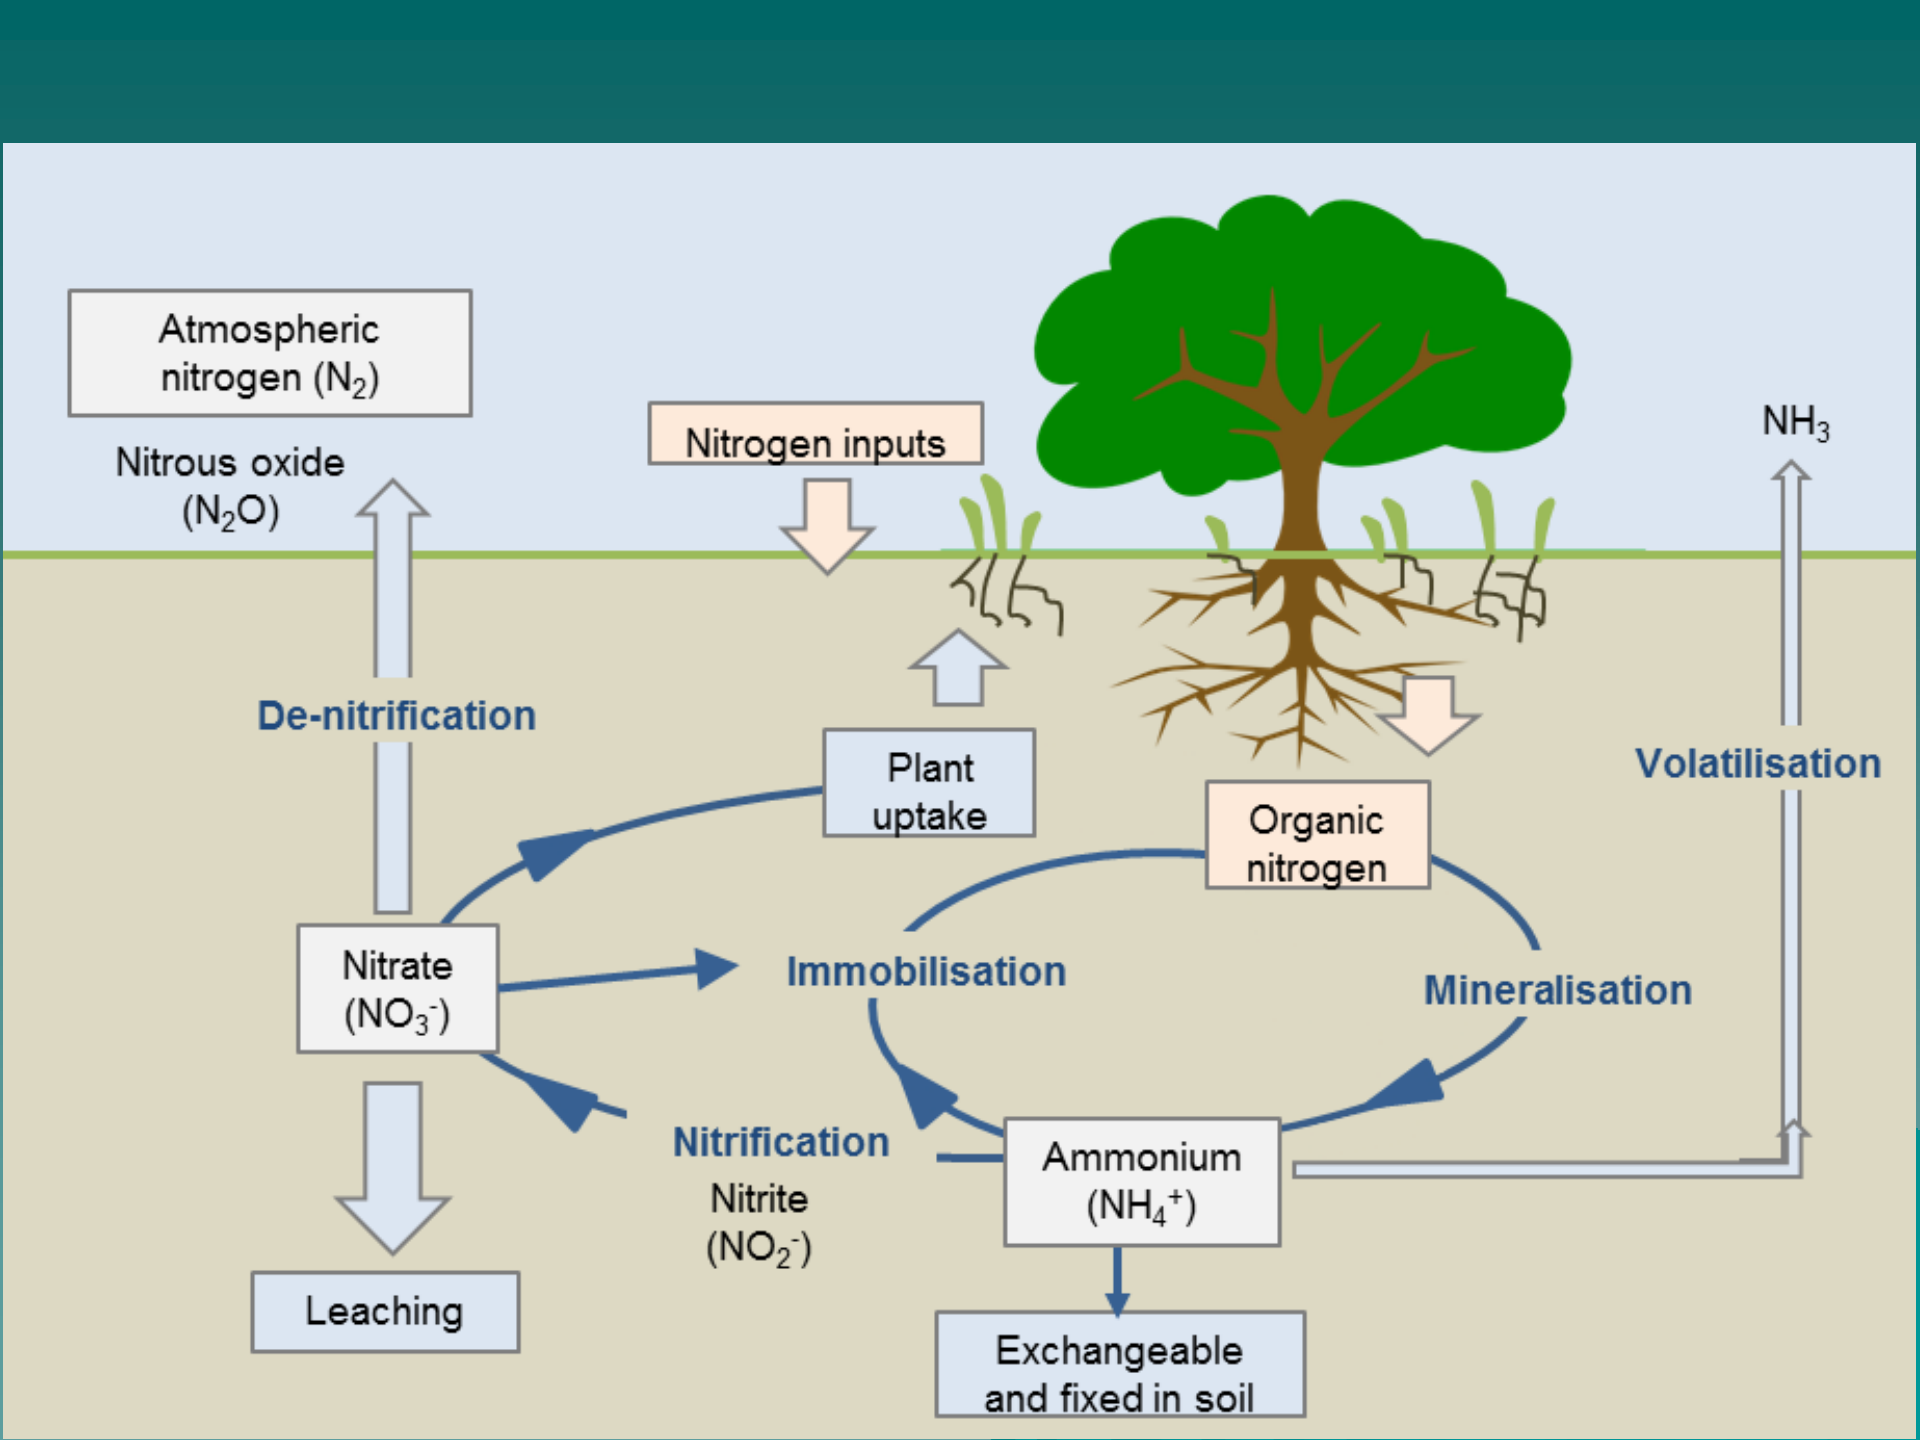 Atmospheric
nitrogen (N₂)
Nitrous oxide
(N₂O)
Nitrogen inputs
NH₃
De-nitrification
Plant
uptake
Volatilisation
Organic
nitrogen
Nitrate
(NO₃⁻)
Immobilisation
Mineralisation
Nitrification
Nitrite
(NO₂⁻)
Ammonium
(NH₄⁺)
Leaching
Exchangeable
and fixed in soil